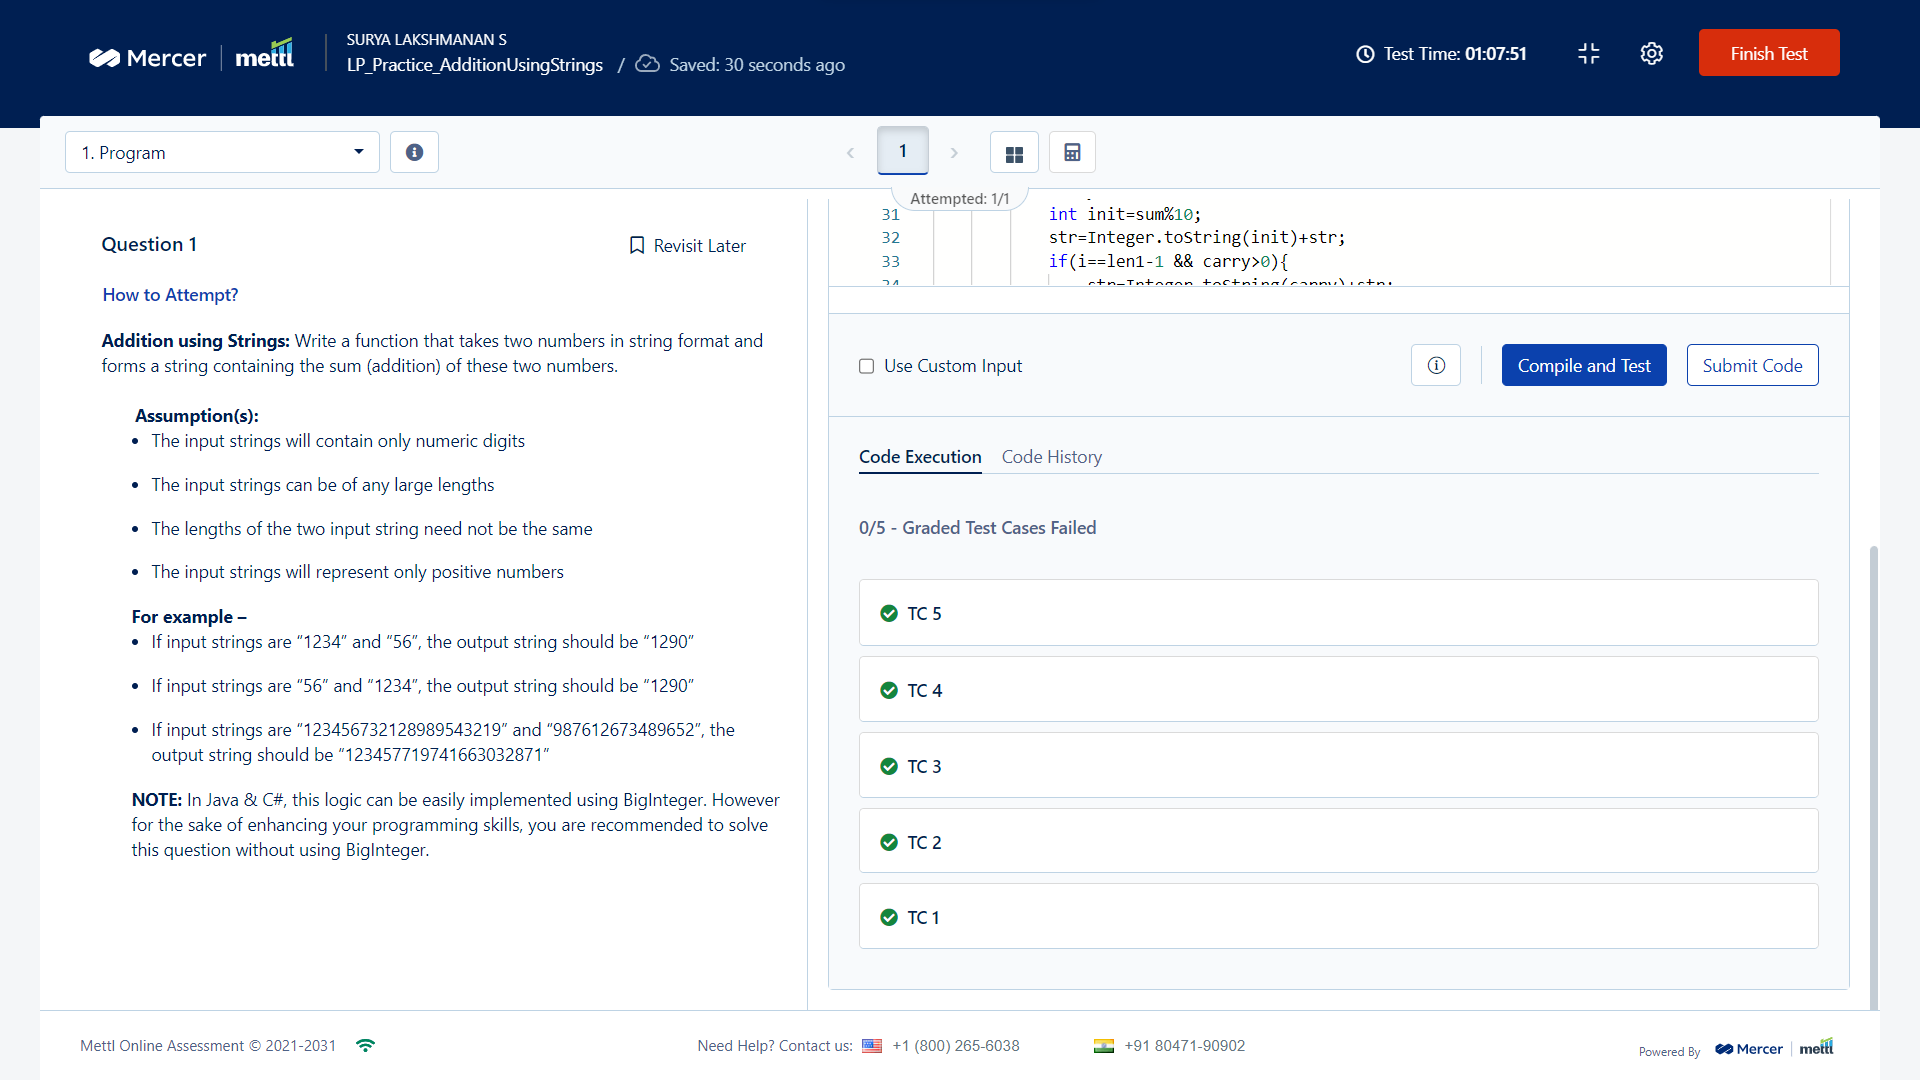 Mercer | mettl
SURYA LAKSHMANAN S
LP_Practice_AdditionUsingStrings / Saved: 30 seconds ago
Test Time: 01:07:51
Finish Test
1. Program
1
Attempted: 1/1
Question 1
Revisit Later
How to Attempt?
Addition using Strings: Write a function that takes two numbers in string format and
forms a string containing the sum (addition) of these two numbers.
Assumption(s):
• The input strings will contain only numeric digits
• The input strings can be of any large lengths
• The lengths of the two input string need not be the same
• The input strings will represent only positive numbers
For example –
• If input strings are “1234” and “56”, the output string should be “1290”
• If input strings are “56” and “1234”, the output string should be “1290”
• If input strings are “123456732128989543219” and “987612673489652”, the
output string should be “123457719741663032871”
NOTE: In Java & C#, this logic can be easily implemented using BigInteger. However
for the sake of enhancing your programming skills, you are recommended to solve
this question without using BigInteger.
31 int init=sum%10;
32 str=Integer.toString(init)+str;
33 if(i==len1-1 && carry>0){
34 str=Integer.toString(carry)+str;
Use Custom Input
Compile and Test
Submit Code
Code Execution
Code History
0/5 - Graded Test Cases Failed
TC 5
TC 4
TC 3
TC 2
TC 1
Mettl Online Assessment © 2021-2031
Need Help? Contact us: +1 (800) 265-6038
+91 80471-90902
Powered By Mercer | mettl